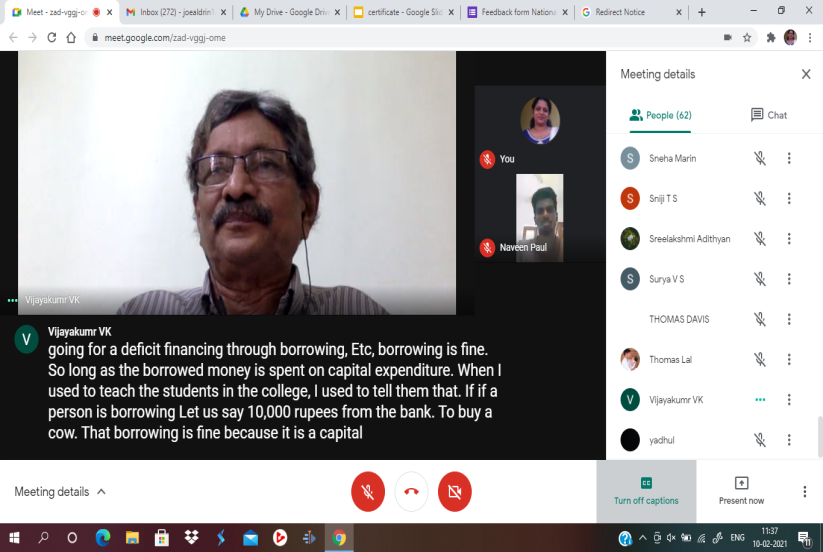 Meet - zad-vggj-o
Inbox (272) - joealdrin1
My Drive - Google Driv
certificate - Google Slid
Feedback form Nationa
G Redirect Notice
meet.google.com/zad-vggj-ome
Vijayakumr VK
You
Naveen Paul
V Vijayakumr VK
going for a deficit financing through borrowing, Etc, borrowing is fine.
So long as the borrowed money is spent on capital expenditure. When I
used to teach the students in the college, I used to tell them that. If if a
person is borrowing Let us say 10,000 rupees from the bank. To buy a
cow. That borrowing is fine because it is a capital
Meeting details
People (62)
Chat
S Sneha Marin
S Sniji T S
Sreelakshmi Adithyan
S Surya V S
THOMAS DAVIS
Thomas Lal
V Vijayakumr VK
yadhul
Meeting details
CC
Turn off captions
Present now
ENG
11:37
10-02-2021